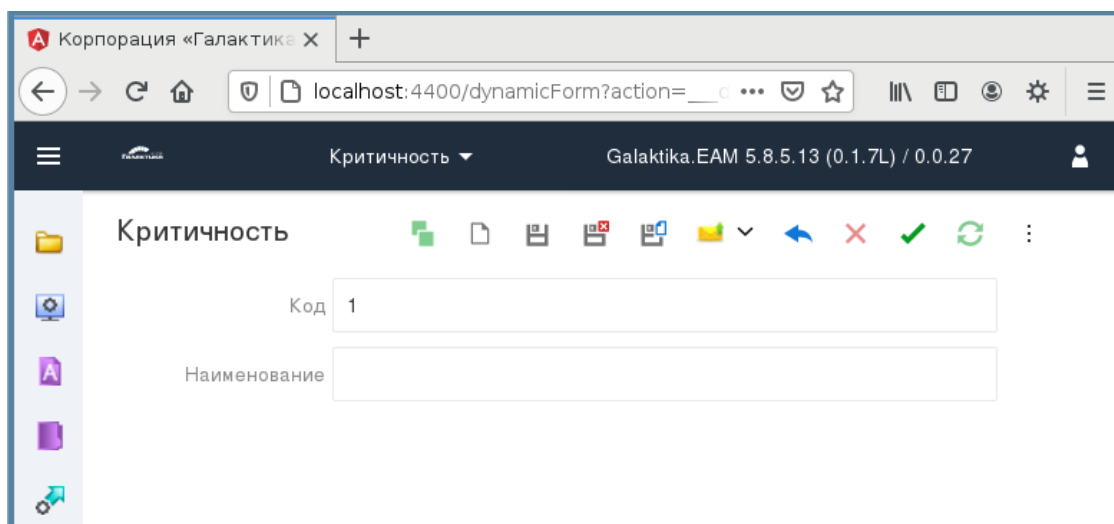 Корпорация «Галактика
localhost:4400/dynamicForm?action=___d
Критичность
Galaktika.EAM 5.8.5.13 (0.1.7L) / 0.0.27
Критичность
Код 1
Наименование